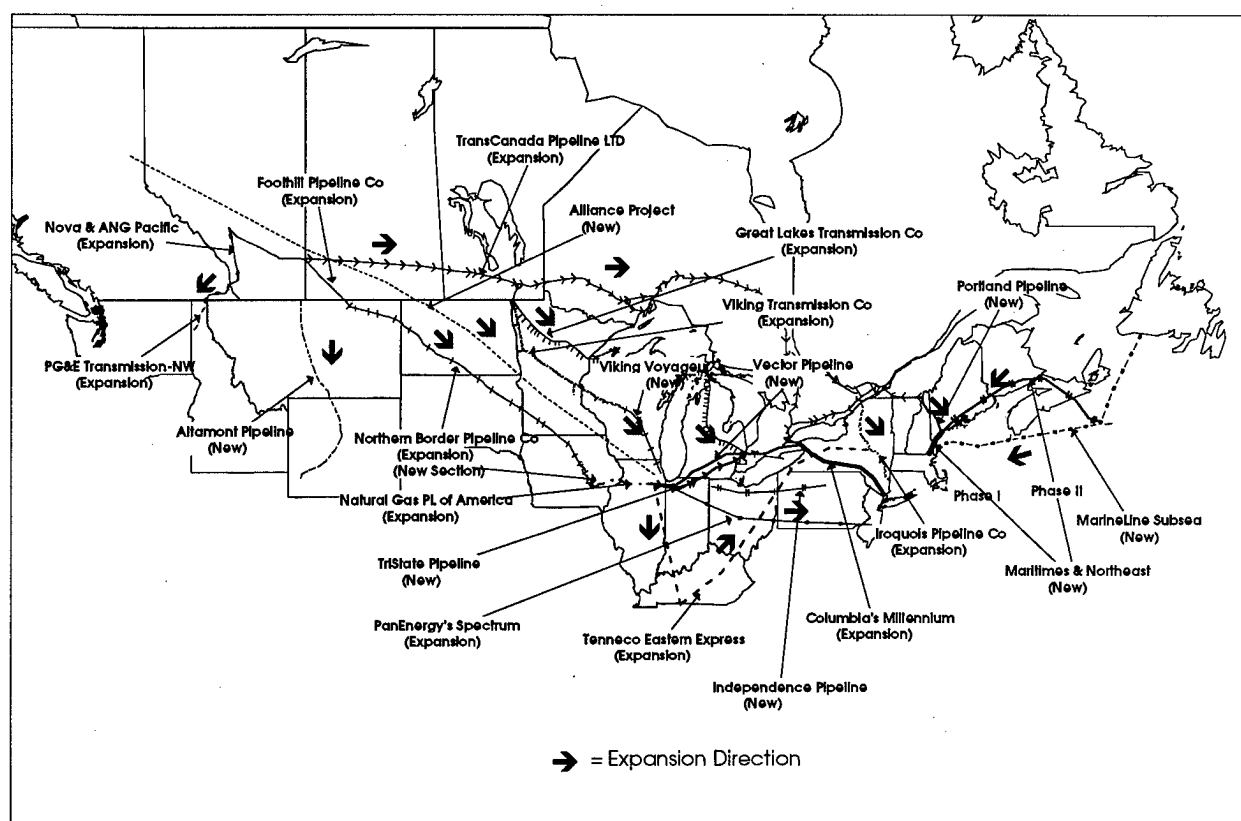 TransCanada Pipeline LTD
(Expansion)
Foothill Pipeline Co
(Expansion)
Alliance Project
(New)
Nova & ANG Pacific
(Expansion)
Great Lakes Transmission Co
(Expansion)
Portland Pipeline
(New)
Viking Transmission Co
(Expansion)
PG&E Transmission-NW
(Expansion)
Viking Voyageur
(New)
Vector Pipeline
(New)
Altamont Pipeline
(New)
Northern Border Pipeline Co
(Expansion)
(New Section)
Natural Gas PL of America
(Expansion)
Phase I
Phase II
MarineLine Subsea
(New)
Iroquois Pipeline Co
(Expansion)
TriState Pipeline
(New)
Maritimes & Northeast
(New)
PanEnergy's Spectrum
(Expansion)
Tenneco Eastern Express
(Expansion)
Columbia's Millennium
(Expansion)
Independence Pipeline
(New)
= Expansion Direction